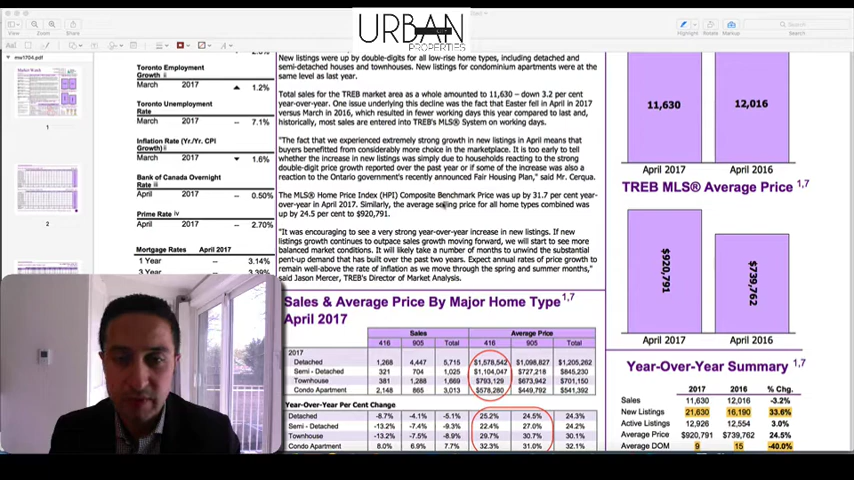 URBAN
PROPERTIES
Highlight
Rotate
Markup
Search
mw1704.pdf
1
2
Toronto Employment
Growth ii
March 2017 1.2%
Toronto Unemployment
Rate
March 2017 -- 7.1%
Inflation Rate (Yr./Yr. CPI
Growth) ii
March 2017 1.6%
Bank of Canada Overnight
Rate iii
April 2017 -- 0.50%
Prime Rate iv
April 2017 -- 2.70%
Mortgage Rates April 2017
1 Year -- 3.14%
3 Year -- 3.39%
New listings were up by double-digits for all low-rise home types, including detached and
semi-detached houses and townhouses. New listings for condominium apartments were at the
same level as last year.
Total sales for the TREB market area as a whole amounted to 11,630 – down 3.2 per cent
year-over-year. One issue underlying this decline was the fact that Easter fell in April in 2017
versus March in 2016, which resulted in fewer working days this year compared to last and,
historically, most sales are entered into TREB's MLS® System on working days.
"The fact that we experienced extremely strong growth in new listings in April means that
buyers benefitted from considerably more choice in the marketplace. It is too early to tell
whether the increase in new listings was simply due to households reacting to the strong
double-digit price growth reported over the past year or if some of the increase was also a
reaction to the Ontario government's recently announced Fair Housing Plan," said Mr. Cerqua.
The MLS® Home Price Index (HPI) Composite Benchmark Price was up by 31.7 per cent year-
over-year in April 2017. Similarly, the average selling price for all home types combined was
up by 24.5 per cent to $920,791.
"It was encouraging to see a very strong year-over-year increase in new listings. If new
listings growth continues to outpace sales growth moving forward, we will start to see more
balanced market conditions. It will likely take a number of months to unwind the substantial
pent-up demand that has built over the past two years. Expect annual rates of price growth to
remain well-above the rate of inflation as we move through the spring and summer months,"
said Jason Mercer, TREB's Director of Market Analysis.
Sales & Average Price By Major Home Type 1,7
April 2017
Sales Average Price
416 905 Total 416 905 Total
2017
Detached 1,268 4,447 5,715 $1,578,542 $1,098,827 $1,205,262
Semi - Detached 321 704 1,025 $1,104,047 $727,218 $845,230
Townhouse 381 1,288 1,669 $793,129 $673,942 $701,150
Condo Apartment 2,148 865 3,013 $578,280 $449,792 $541,392
Year-Over-Year Per Cent Change
Detached -8.7% -4.1% -5.1% 25.2% 24.5% 24.3%
Semi - Detached -13.2% -7.4% -9.3% 22.4% 27.0% 24.2%
Townhouse -13.2% -7.5% -8.9% 29.7% 30.7% 30.1%
Condo Apartment 8.0% 6.9% 7.7% 32.3% 31.0% 32.1%
11,630 12,016
April 2017 April 2016
TREB MLS® Average Price 1,7
$920,791 $739,762
April 2017 April 2016
Year-Over-Year Summary 1,7
2017 2016 % Chg.
Sales 11,630 12,016 -3.2%
New Listings 21,630 16,190 33.6%
Active Listings 12,926 12,554 3.0%
Average Price $920,791 $739,762 24.5%
Average DOM 9 15 -40.0%